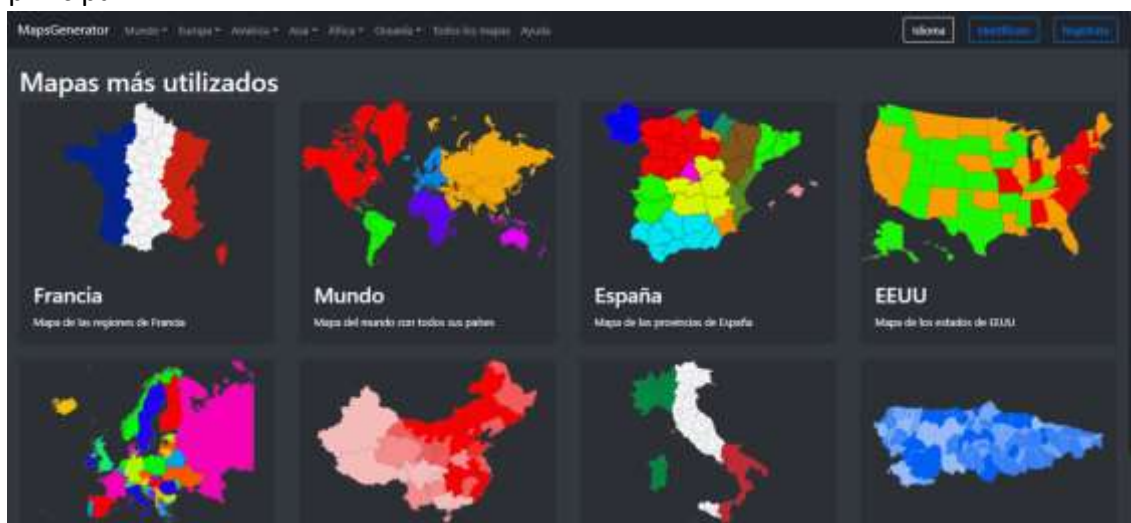 MapsGenerator Mundo Europa América Asia África Oceanía Todos los mapas Ayuda
Idioma Identifícate Regístrate
Mapas más utilizados
Francia
Mapa de las regiones de Francia
Mundo
Mapa del mundo con todos sus países
España
Mapa de las provincias de España
EEUU
Mapa de los estados de EEUU